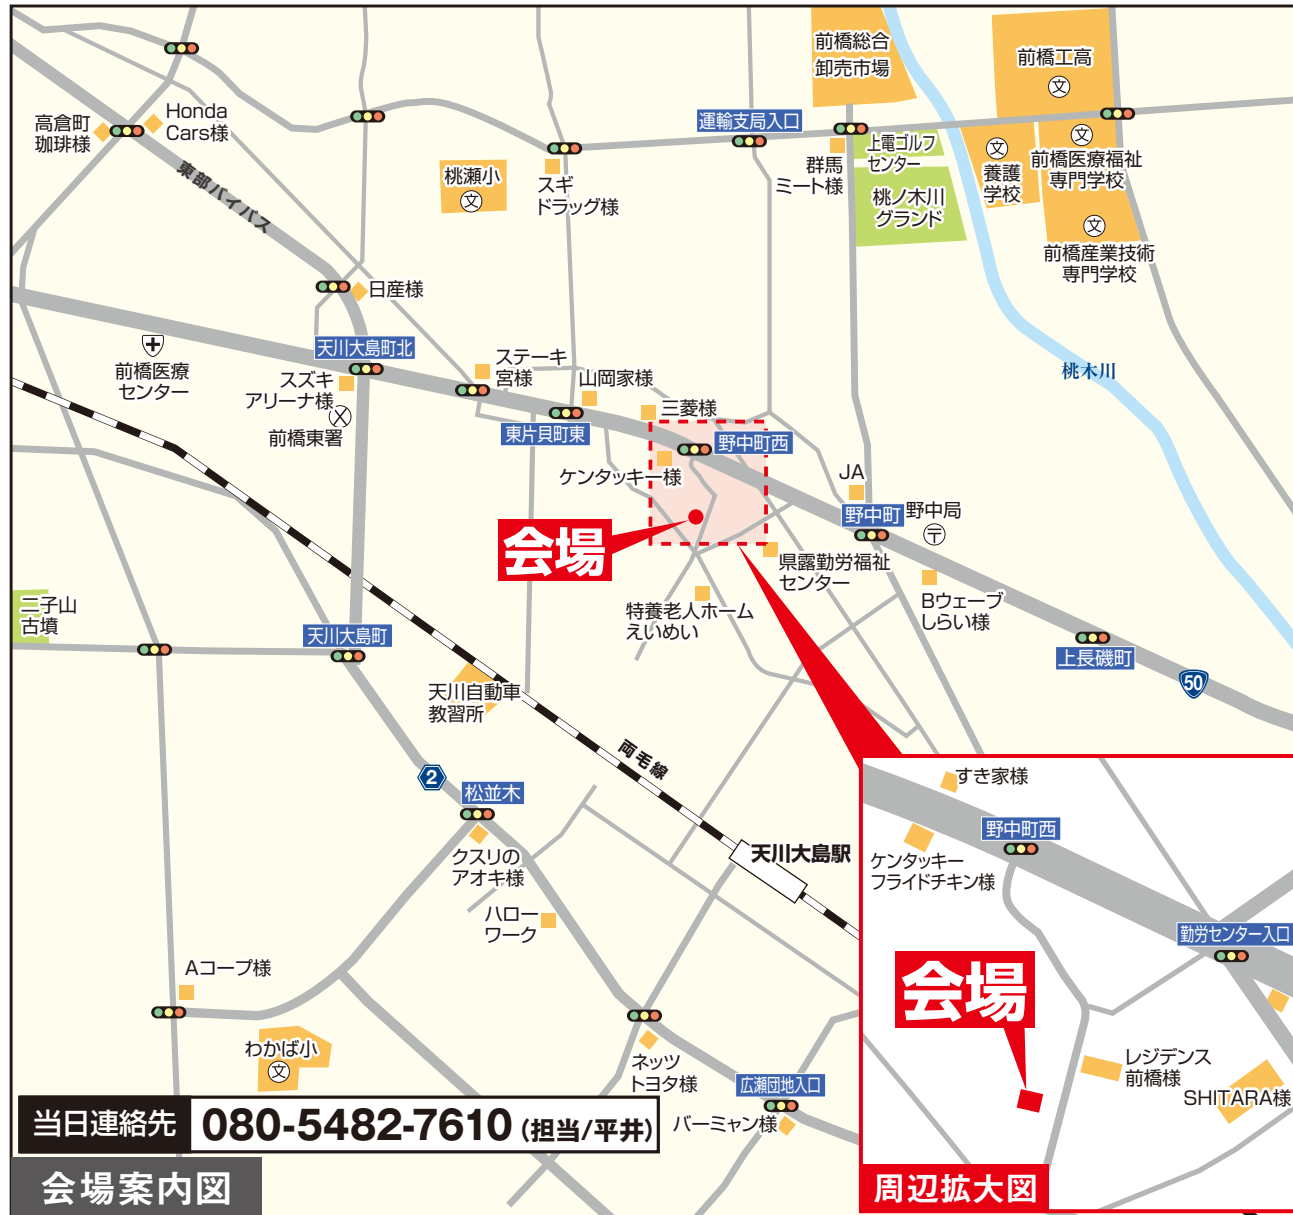 前橋総合
卸売市場
前橋工高
文
高倉町
珈琲様
Honda
Cars様
運輸支局入口
上電ゴルフ
センター
群馬
ミート様
桃ノ木川
グランド
文
養護
学校
文
前橋医療福祉
専門学校
文
前橋産業技術
専門学校
東部バイパス
桃瀬小
文
スギ
ドラッグ様
日産様
天川大島町北
前橋医療
センター
スズキ
アリーナ様
前橋東署
ステーキ
宮様
山岡家様
東片貝町東
三菱様
野中町西
ケンタッキー様
桃木川
JA
野中町
野中局
〒
会場
県露勤労福祉
センター
特養老人ホーム
えいめい
Bウェーブ
しらい様
上長磯町
50
二子山
古墳
天川大島町
天川自動車
教習所
両毛線
2
松並木
クスリの
アオキ様
天川大島駅
ハロー
ワーク
Aコープ様
わかば小
文
ネッツ
トヨタ様
広瀬団地入口
バーミャン様
すき家様
野中町西
ケンタッキー
フライドチキン様
勤労センター入口
会場
レジデンス
前橋様
SHITARA様
周辺拡大図
当日連絡先 080-5482-7610 (担当/平井)
会場案内図